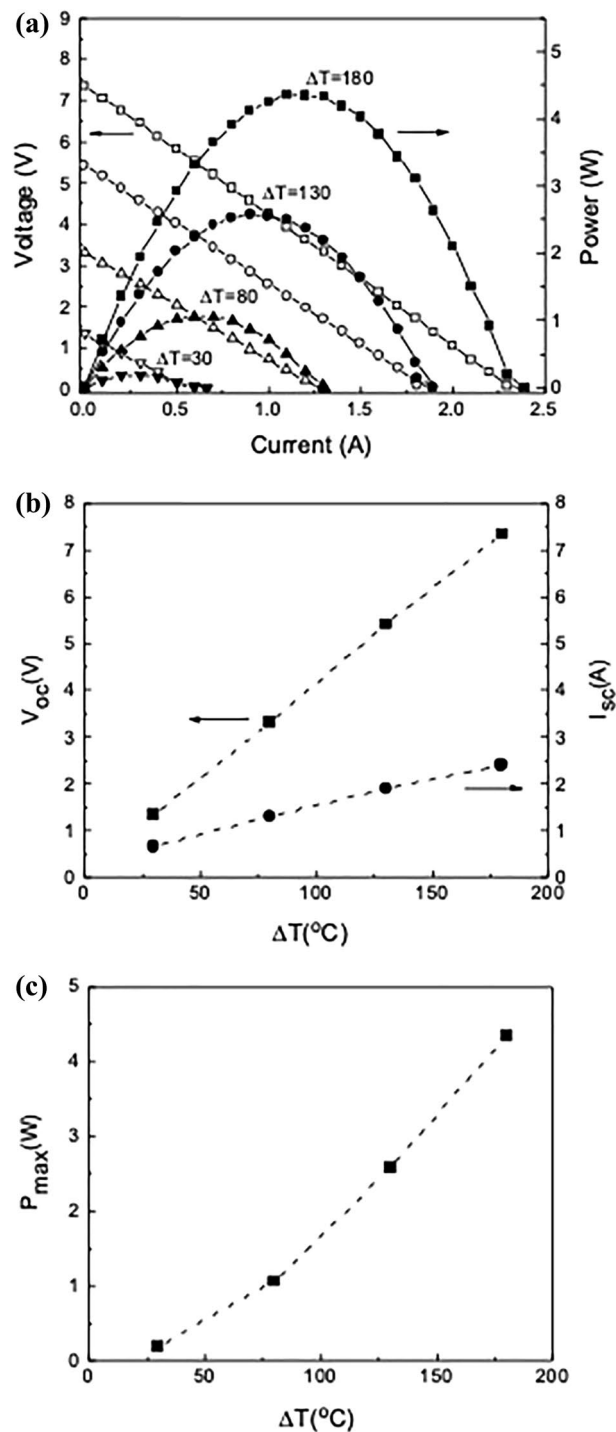 (a)
9
8
7
6
5
4
3
2
1
0
Voltage (V)
ΔT=180
ΔT=130
ΔT=80
ΔT=30
5
4
3
2
1
0
Power (W)
0.0 0.5 1.0 1.5 2.0 2.5
Current (A)
(b)
8
7
6
5
4
3
2
1
0
Voc(V)
8
7
6
5
4
3
2
1
0
Isc(A)
0 50 100 150 200
ΔT(°C)
(c)
5
4
3
2
1
0
Pmax(W)
0 50 100 150 200
ΔT(°C)